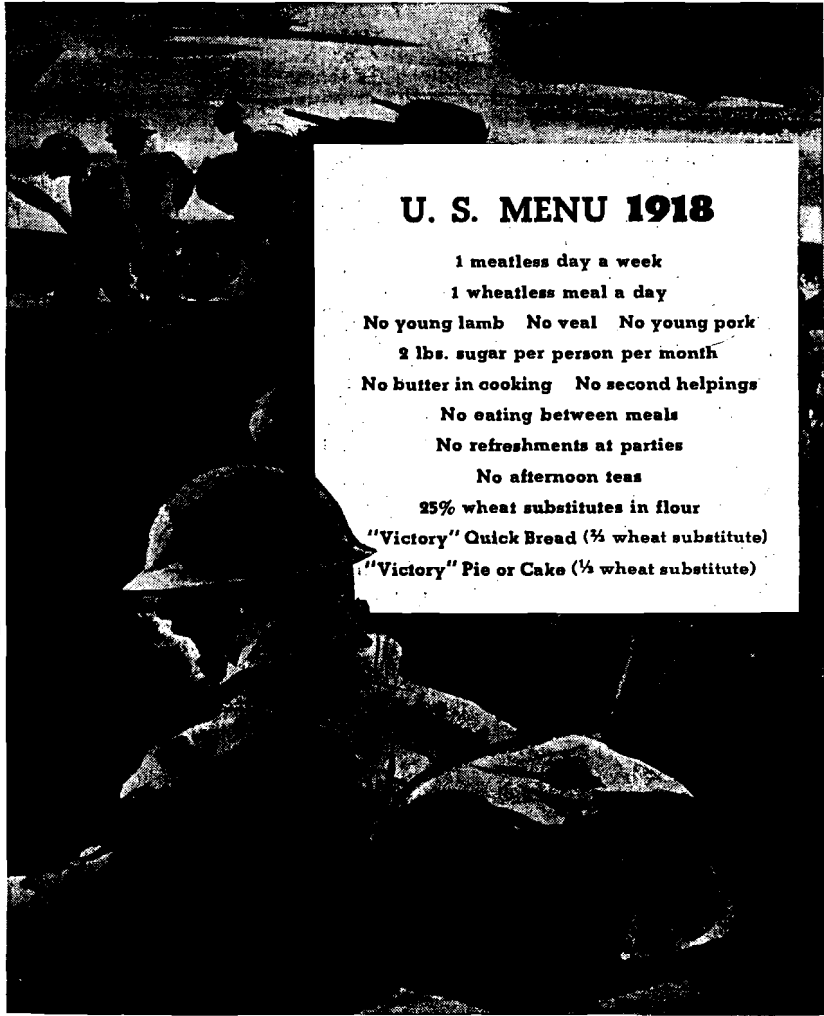 U. S. MENU 1918
1 meatless day a week
1 wheatless meal a day
No young lamb No veal No young pork
2 lbs. sugar per person per month
No butter in cooking No second helpings
No eating between meals
No refreshments at parties
No afternoon teas
25% wheat substitutes in flour
"Victory" Quick Bread (⅔ wheat substitute)
"Victory" Pie or Cake (⅓ wheat substitute)